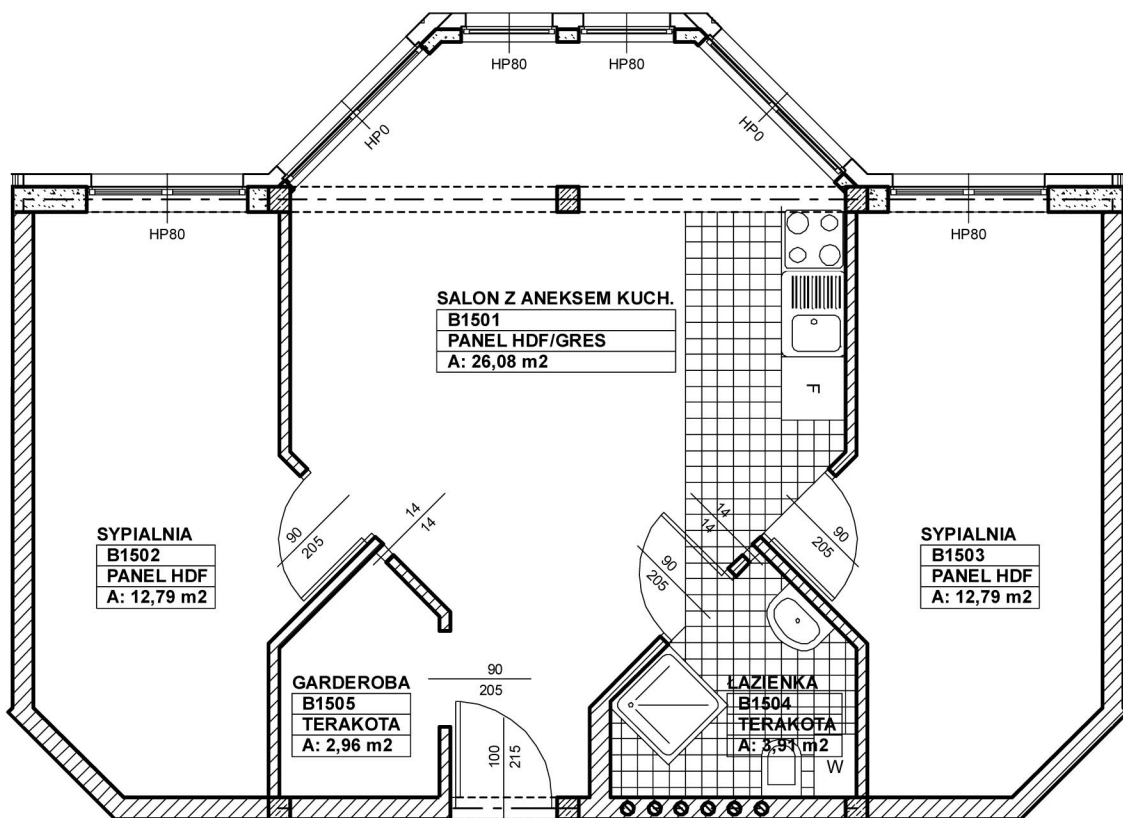 HP80
HP80
HP0
HP0
HP80
HP80
SALON Z ANEKSEM KUCH.
B1501
PANEL HDF/GRES
A: 26,08 m2
F
14
14
14
14
90
205
90
205
90
205
SYPIALNIA
B1502
PANEL HDF
A: 12,79 m2
SYPIALNIA
B1503
PANEL HDF
A: 12,79 m2
90
205
GARDEROBA
B1505
TERAKOTA
A: 2,96 m2
100
215
ŁAZIENKA
B1504
TERAKOTA
A: 3,91 m2
W